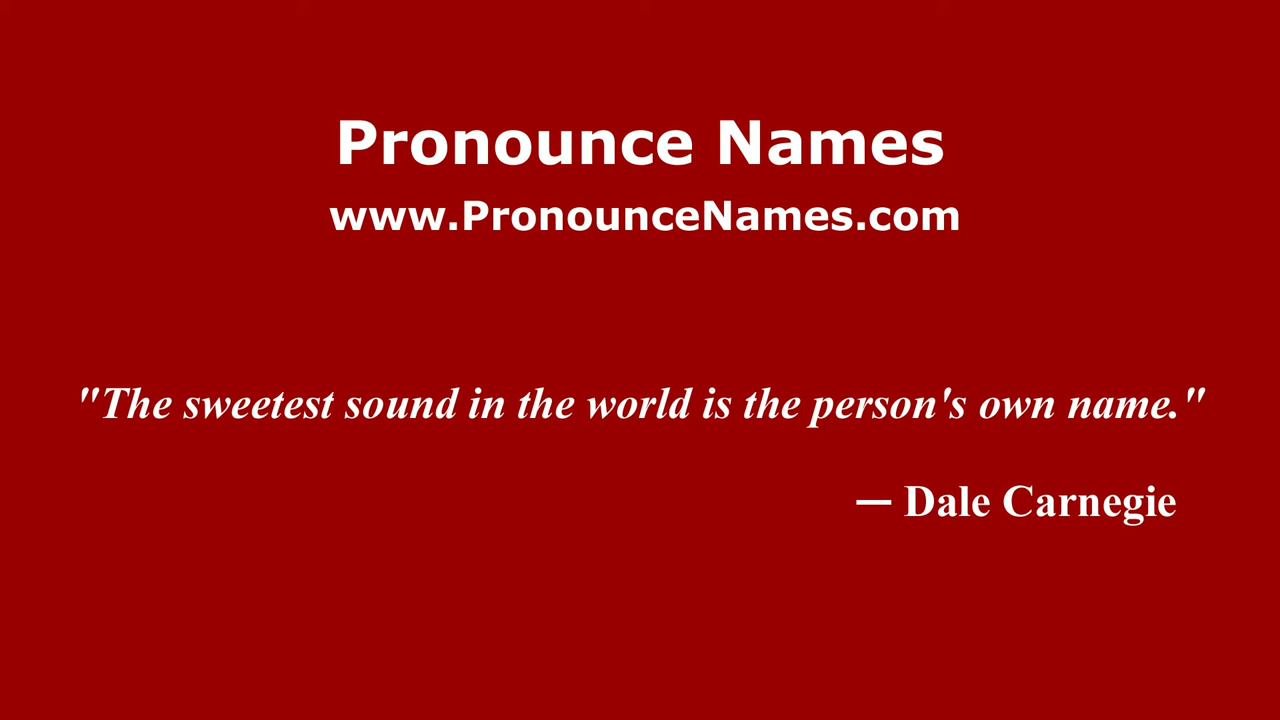 Pronounce Names
www.PronounceNames.com
"The sweetest sound in the world is the person's own name."
— Dale Carnegie